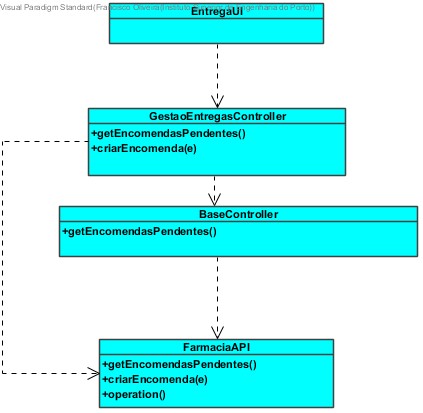 Visual Paradigm Standard(Francisco Oliveira(Instituto de Engenharia do Porto))
EntregaUI
GestaoEntregasController
+getEncomendasPendentes()
+criarEncomenda(e)
BaseController
+getEncomendasPendentes()
FarmaciaAPI
+getEncomendasPendentes()
+criarEncomenda(e)
+operation()